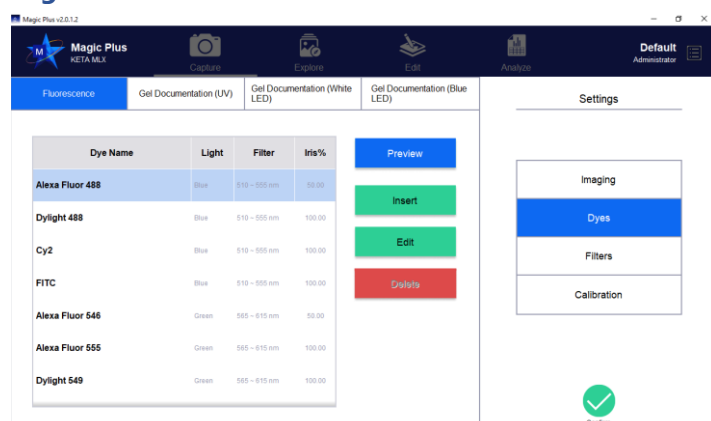 Magic Plus v2.0.1.2
Magic Plus
KETA MLX
M
Capture
Explore
Edit
Analyze
Default
Administrator
Fluorescence
Gel Documentation (UV)
Gel Documentation (White
LED)
Gel Documentation (Blue
LED)
Settings
Dye Name Light Filter Iris%
Alexa Fluor 488 Blue 510 ~ 555 nm 50.00
Dylight 488 Blue 510 ~ 555 nm 100.00
Cy2 Blue 510 ~ 555 nm 100.00
FITC Blue 510 ~ 555 nm 100.00
Alexa Fluor 546 Green 565 ~ 615 nm 50.00
Alexa Fluor 555 Green 565 ~ 615 nm 100.00
Dylight 549 Green 565 ~ 615 nm 100.00
Preview
Insert
Edit
Delete
Imaging
Dyes
Filters
Calibration